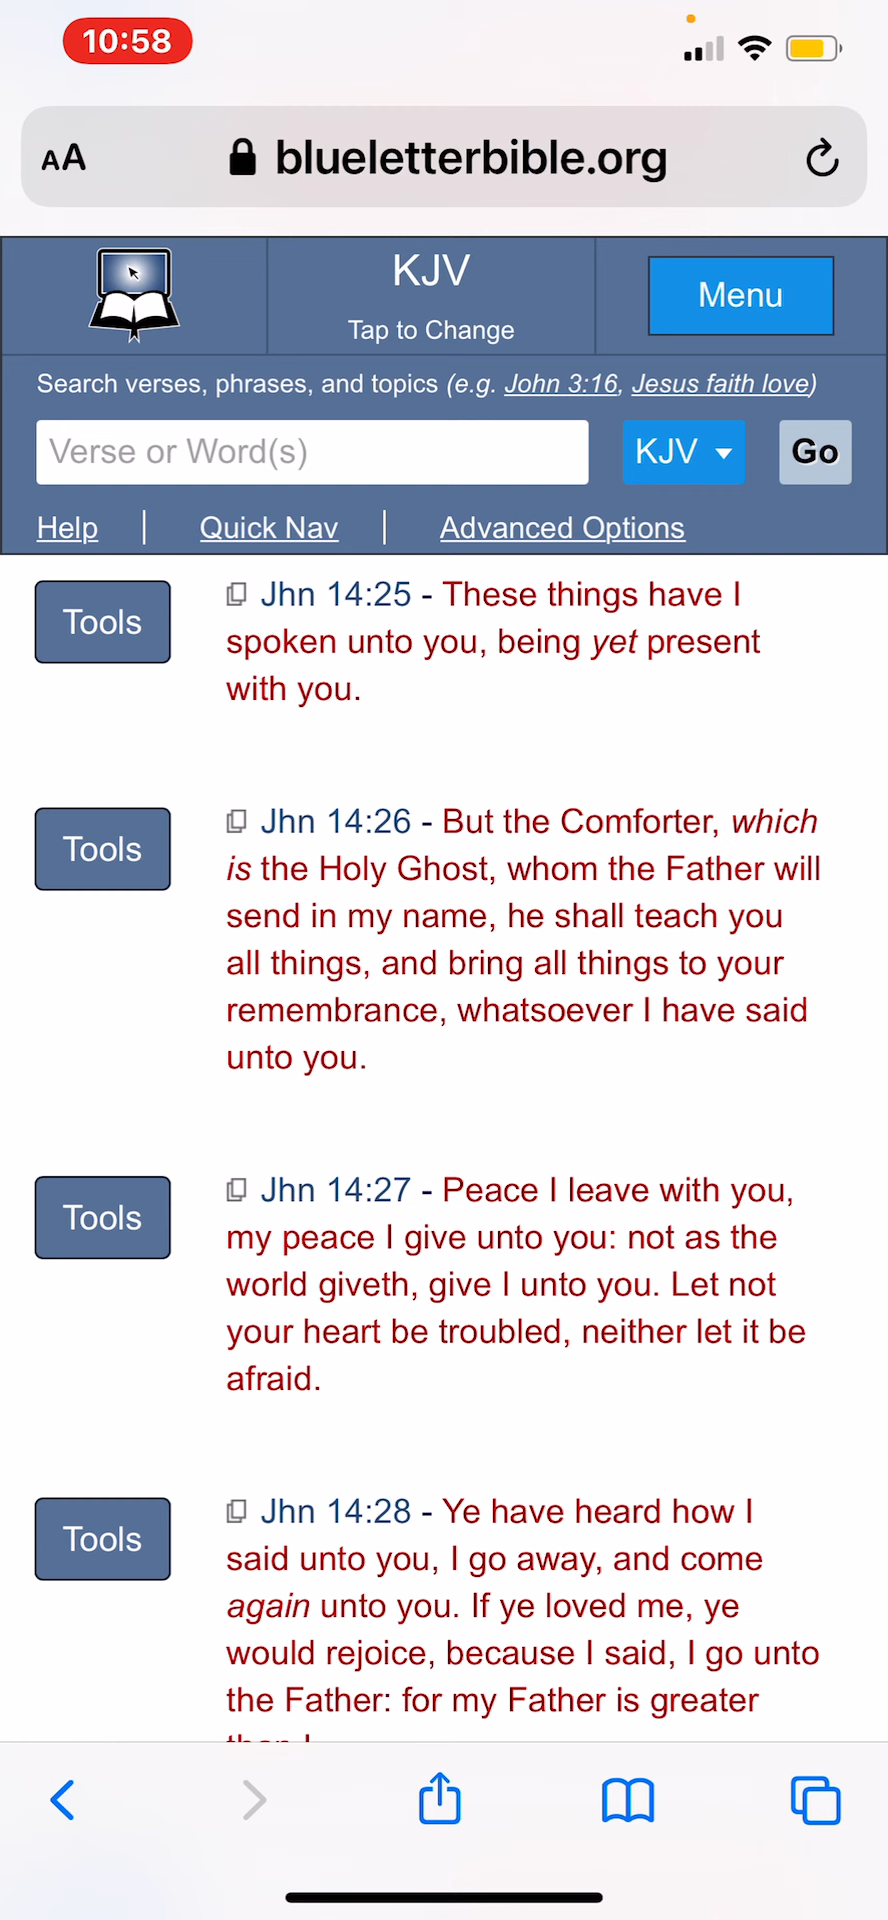 10:58
AA blueletterbible.org
KJV
Menu
Tap to Change
Search verses, phrases, and topics (e.g. John 3:16, Jesus faith love)
Verse or Word(s) KJV Go
Help | Quick Nav | Advanced Options
Tools
Jhn 14:25 - These things have I
spoken unto you, being yet present
with you.
Tools
Jhn 14:26 - But the Comforter, which
is the Holy Ghost, whom the Father will
send in my name, he shall teach you
all things, and bring all things to your
remembrance, whatsoever I have said
unto you.
Tools
Jhn 14:27 - Peace I leave with you,
my peace I give unto you: not as the
world giveth, give I unto you. Let not
your heart be troubled, neither let it be
afraid.
Tools
Jhn 14:28 - Ye have heard how I
said unto you, I go away, and come
again unto you. If ye loved me, ye
would rejoice, because I said, I go unto
the Father: for my Father is greater